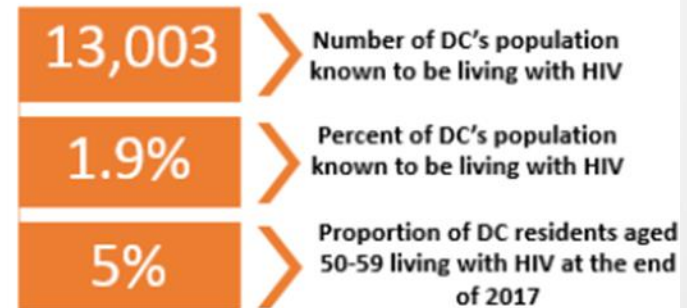 13,003
Number of DC's population
known to be living with HIV
1.9%
Percent of DC's population
known to be living with HIV
5%
Proportion of DC residents aged
50-59 living with HIV at the end
of 2017